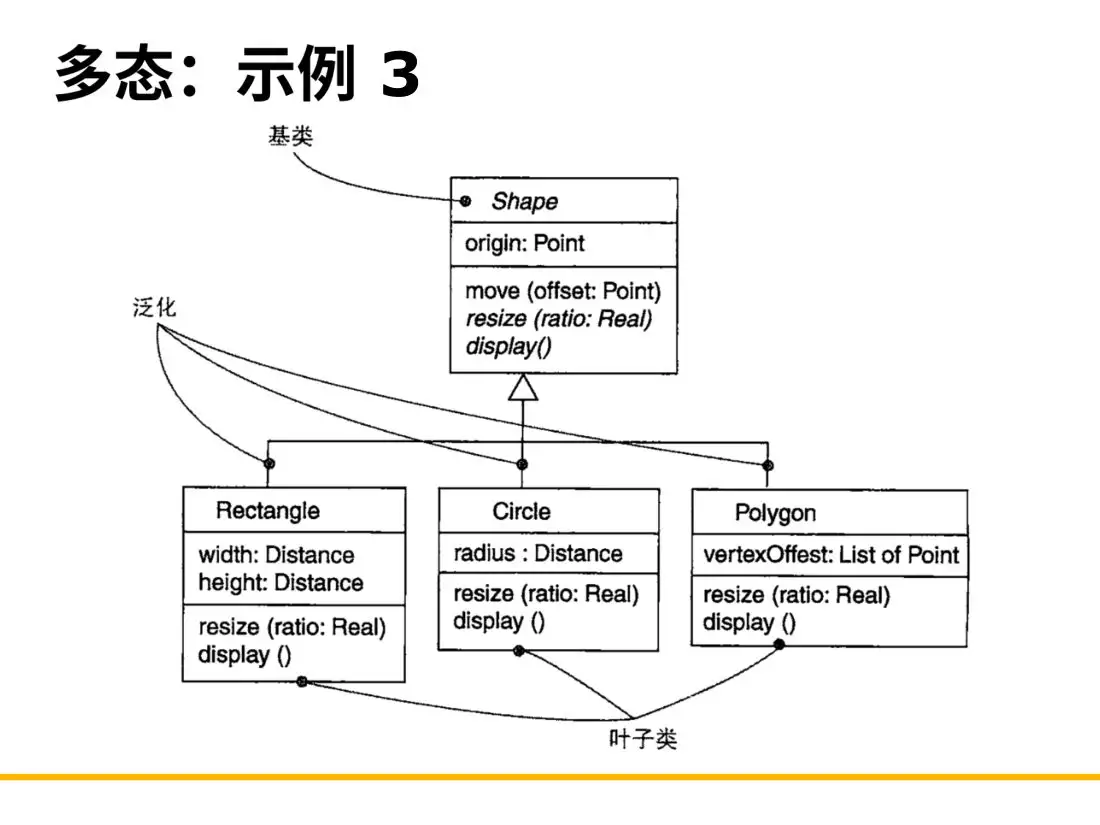 多态：示例 3
基类
Shape
origin: Point
move (offset: Point)
resize (ratio: Real)
display()
泛化
Rectangle
width: Distance
height: Distance
resize (ratio: Real)
display ()
Circle
radius : Distance
resize (ratio: Real)
display ()
Polygon
vertexOffest: List of Point
resize (ratio: Real)
display ()
叶子类